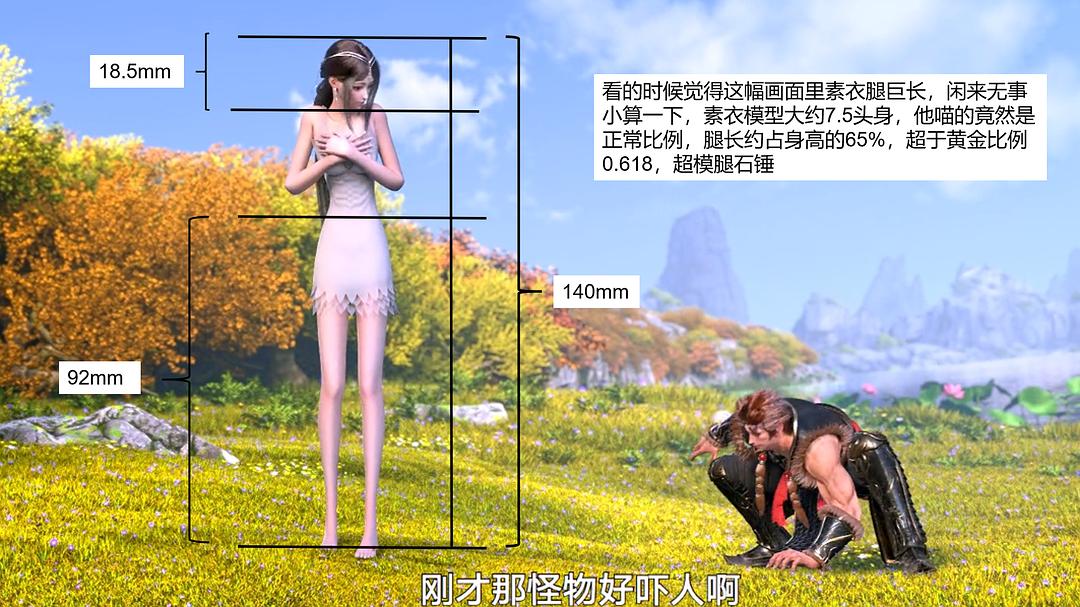 18.5mm
看的时候觉得这幅画面里素衣腿巨长，闲来无事
小算一下，素衣模型大约7.5头身，他喵的竟然是
正常比例，腿长约占身高的65%，超于黄金比例
0.618，超模腿石锤
140mm
92mm
刚才那怪物好吓人啊